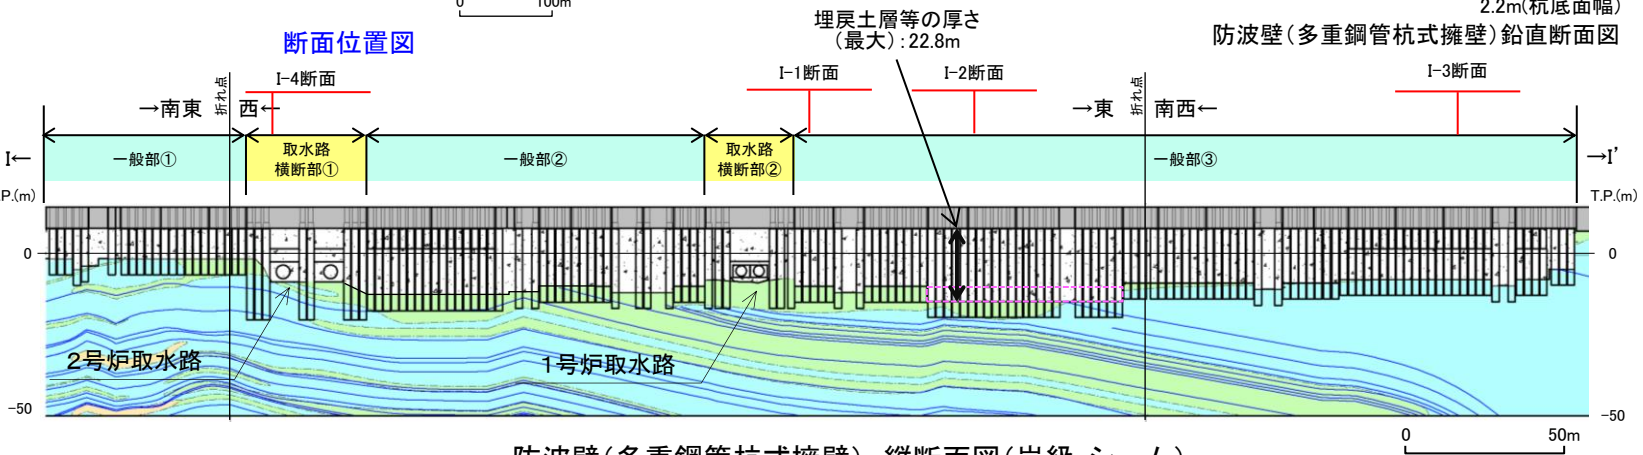 0 100m
2.2m(杭底面幅)
防波壁(多重鋼管杭式擁壁)鉛直断面図
断面位置図
埋戻土層等の厚さ
(最大):22.8m
I-4断面
I-1断面
I-2断面
I-3断面
→南東
折れ点
西←
→東
折れ点
南西←
I←
一般部①
取水路
横断部①
一般部②
取水路
横断部②
一般部③
→I'
.P.(m)
T.P.(m)
0
0
2号炉取水路
1号炉取水路
-50
-50
0 50m